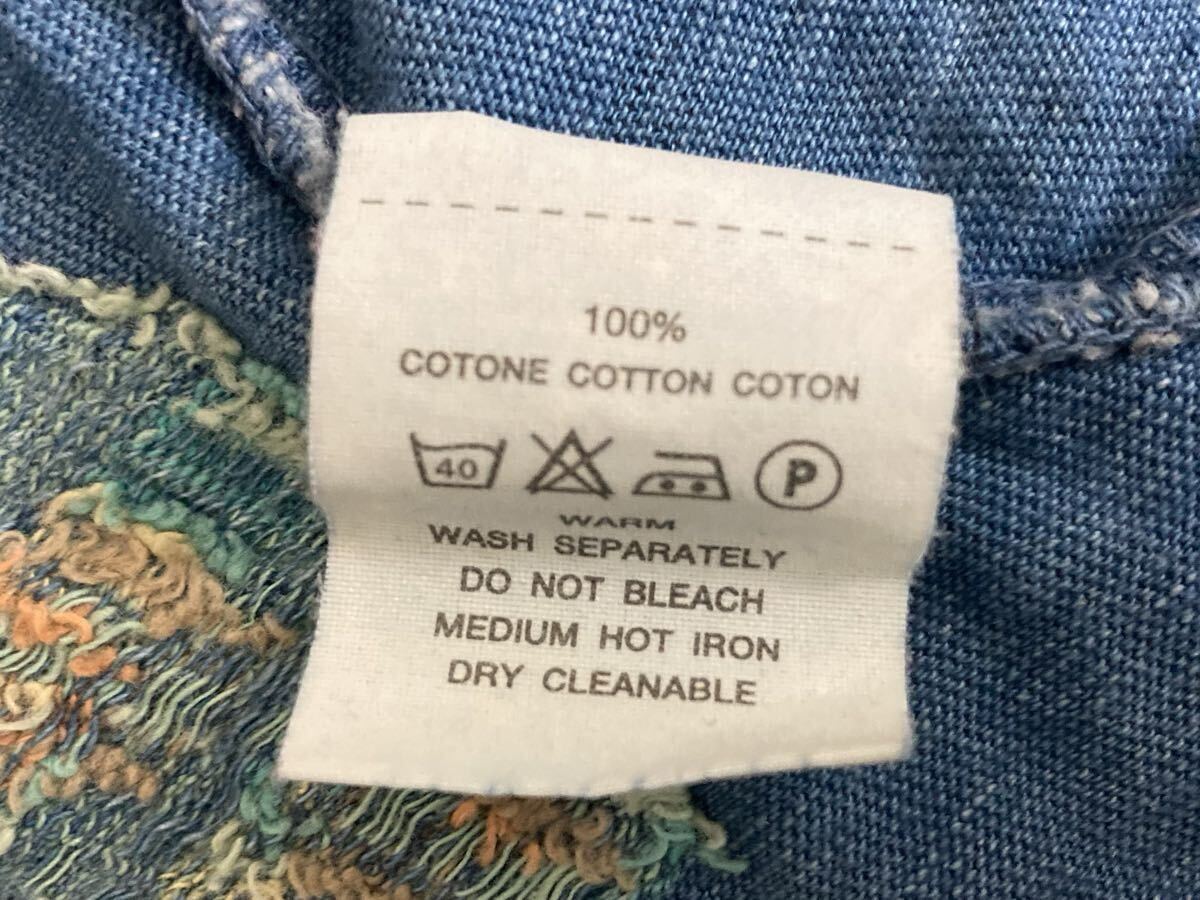 100%
COTONE COTTON COTON
40 P
WARM
WASH SEPARATELY
DO NOT BLEACH
MEDIUM HOT IRON
DRY CLEANABLE